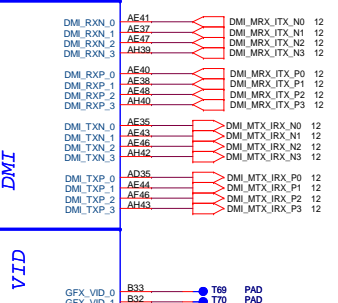 DMI_RXN_0 AE41 DMI_MRX_ITX_N0 12
DMI_RXN_1 AE37 DMI_MRX_ITX_N1 12
DMI_RXN_2 AE47 DMI_MRX_ITX_N2 12
DMI_RXN_3 AH39 DMI_MRX_ITX_N3 12
DMI_RXP_0 AE40 DMI_MRX_ITX_P0 12
DMI_RXP_1 AE38 DMI_MRX_ITX_P1 12
DMI_RXP_2 AE48 DMI_MRX_ITX_P2 12
DMI_RXP_3 AH40 DMI_MRX_ITX_P3 12
DMI_TXN_0 AE35 DMI_MTX_IRX_N0 12
DMI_TXN_1 AE43 DMI_MTX_IRX_N1 12
DMI_TXN_2 AE46 DMI_MTX_IRX_N2 12
DMI_TXN_3 AH42 DMI_MTX_IRX_N3 12
DMI
DMI_TXP_0 AD35 DMI_MTX_IRX_P0 12
DMI_TXP_1 AE44 DMI_MTX_IRX_P1 12
DMI_TXP_2 AF46 DMI_MTX_IRX_P2 12
DMI_TXP_3 AH43 DMI_MTX_IRX_P3 12
VID
GFX_VID_0 B33 T69 PAD
GFX_VID_1 B32 T70 PAD